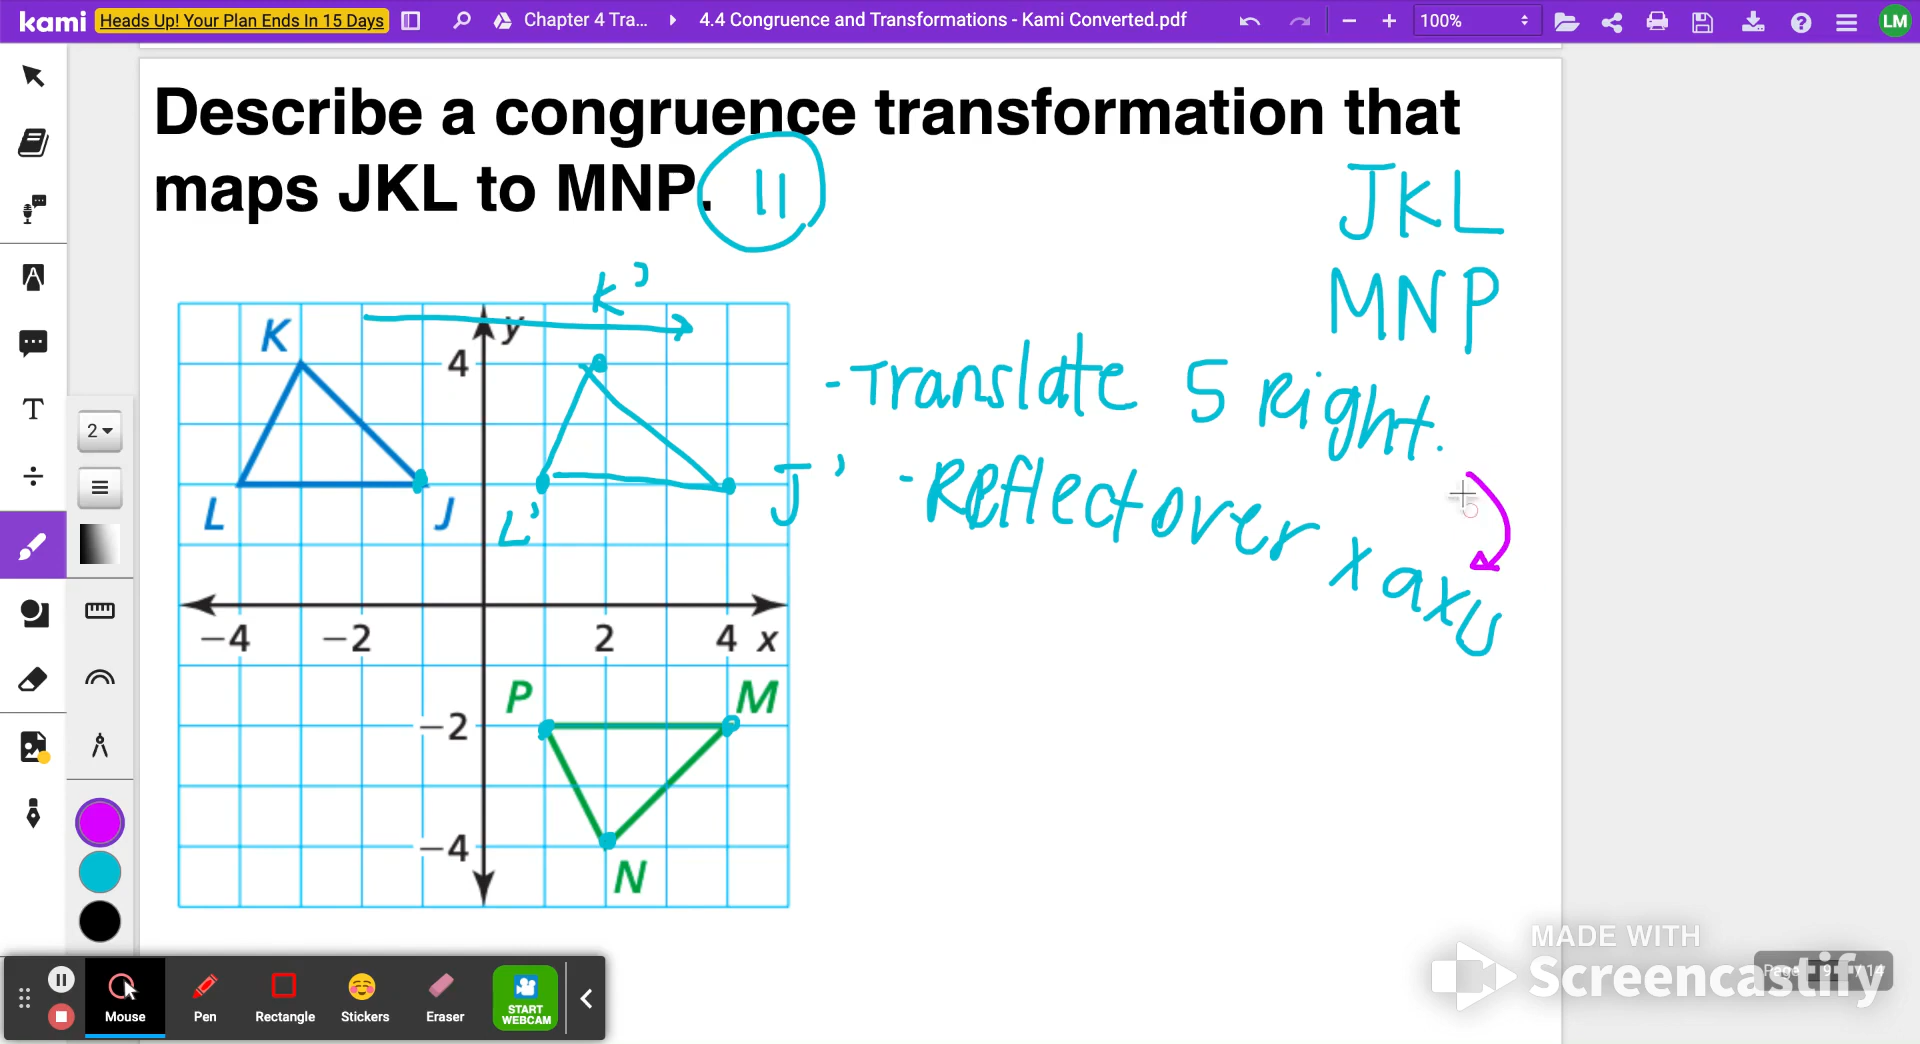 kami Heads Up! Your Plan Ends In 15 Days Chapter 4 Tra... 4.4 Congruence and Transformations - Kami Converted.pdf 100% LM
Describe a congruence transformation that
maps JKL to MNP. 11
JKL
MNP
K'
K
y
4
- Translate 5 Right.
2
L J L' J'
- Reflect over x axis
-4 -2 2 4 x
P M
-2
-4
N
MADE WITH
Screencastify
Page 9 / 14
Mouse Pen Rectangle Stickers Eraser START WEBCAM